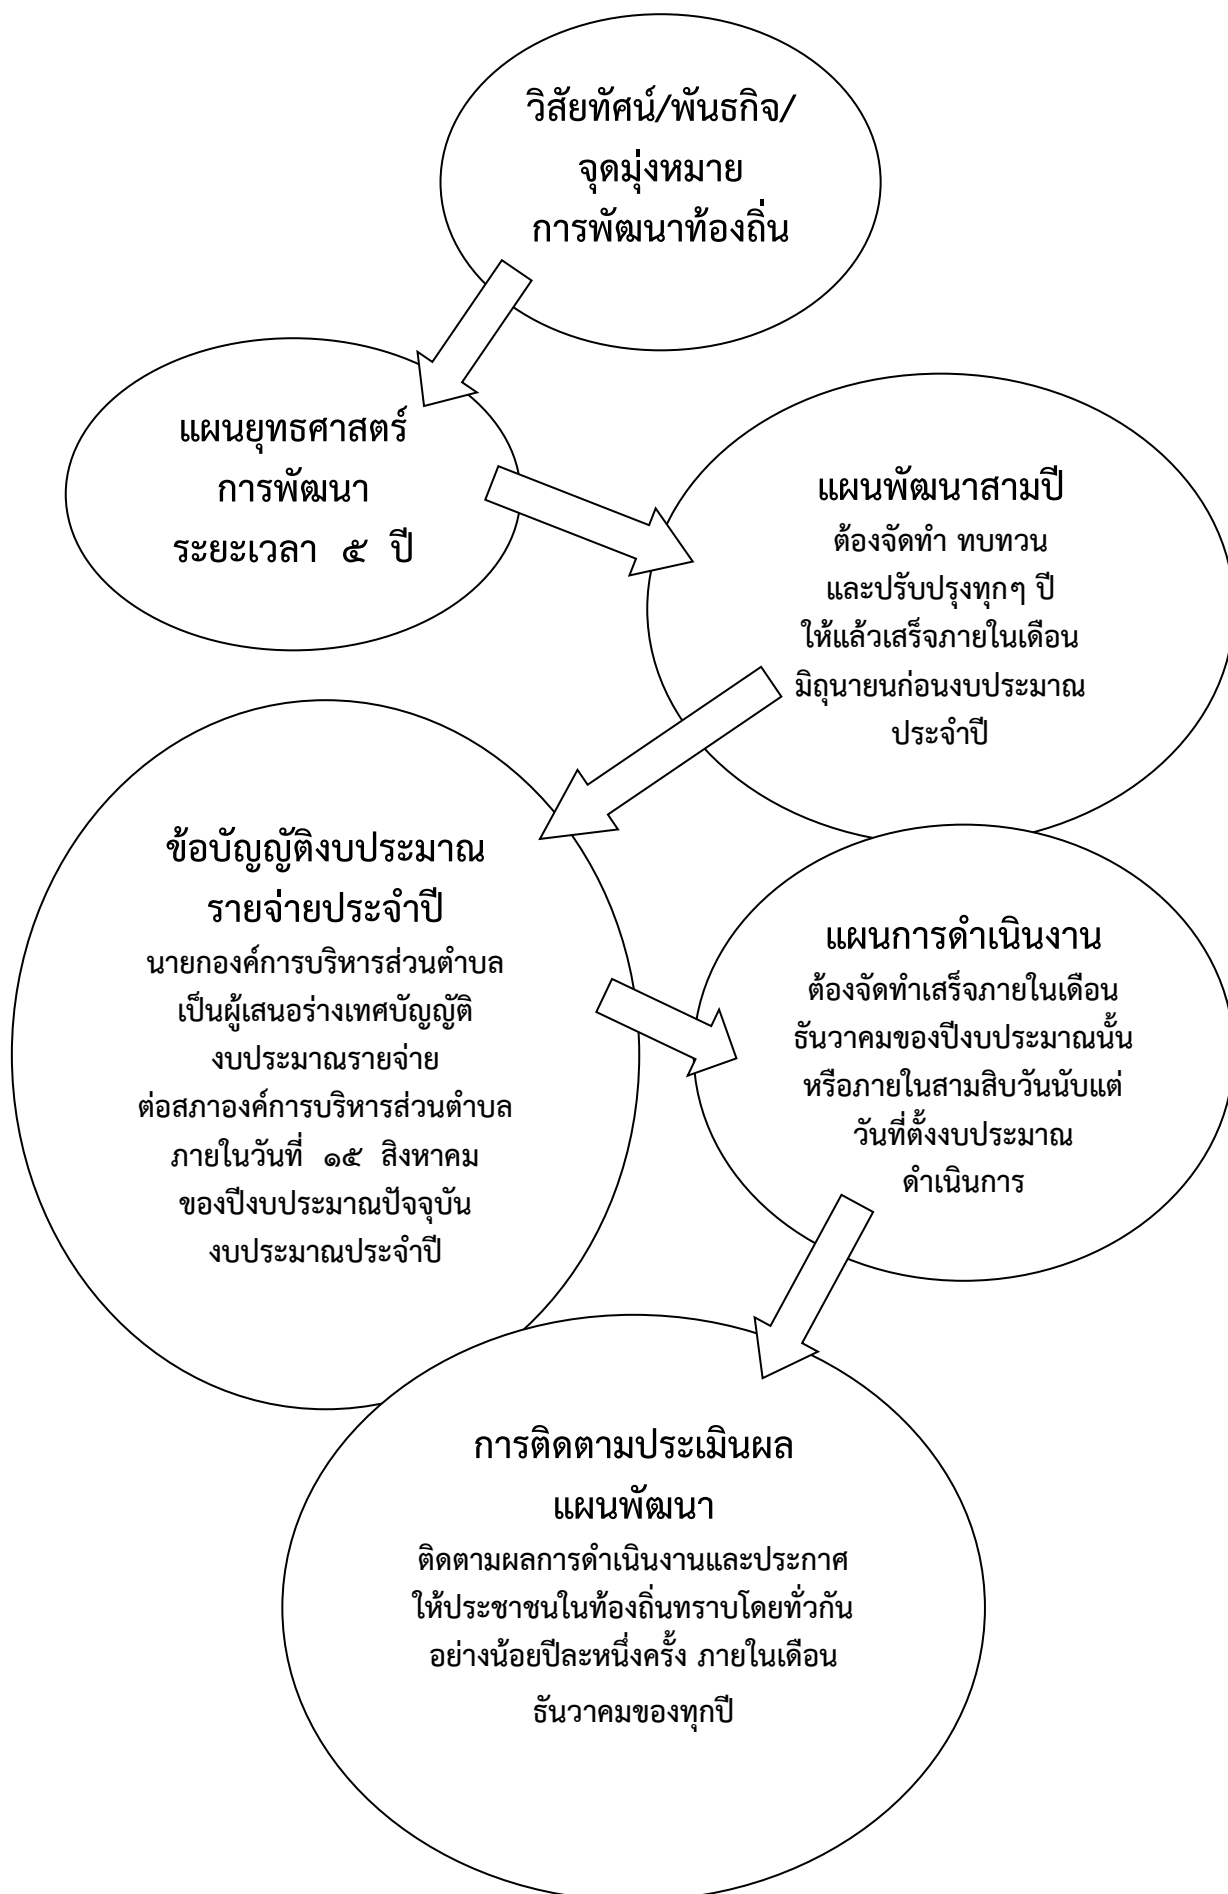 วิสัยทัศน์/พันธกิจ/
จุดมุ่งหมาย
การพัฒนาท้องถิ่น
แผนยุทธศาสตร์
การพัฒนา
ระยะเวลา ๕ ปี
แผนพัฒนาสามปี
ต้องจัดทำ ทบทวน
และปรับปรุงทุกๆ ปี
ให้แล้วเสร็จภายในเดือน
มิถุนายนก่อนงบประมาณ
ประจำปี
ข้อบัญญัติงบประมาณ
รายจ่ายประจำปี
นายกองค์การบริหารส่วนตำบล
เป็นผู้เสนอร่างเทศบัญญัติ
งบประมาณรายจ่าย
ต่อสภาองค์การบริหารส่วนตำบล
ภายในวันที่ ๑๕ สิงหาคม
ของปีงบประมาณปัจจุบัน
งบประมาณประจำปี
แผนการดำเนินงาน
ต้องจัดทำเสร็จภายในเดือน
ธันวาคมของปีงบประมาณนั้น
หรือภายในสามสิบวันนับแต่
วันที่ตั้งงบประมาณ
ดำเนินการ
การติดตามประเมินผล
แผนพัฒนา
ติดตามผลการดำเนินงานและประกาศ
ให้ประชาชนในท้องถิ่นทราบโดยทั่วกัน
อย่างน้อยปีละหนึ่งครั้ง ภายในเดือน
ธันวาคมของทุกปี